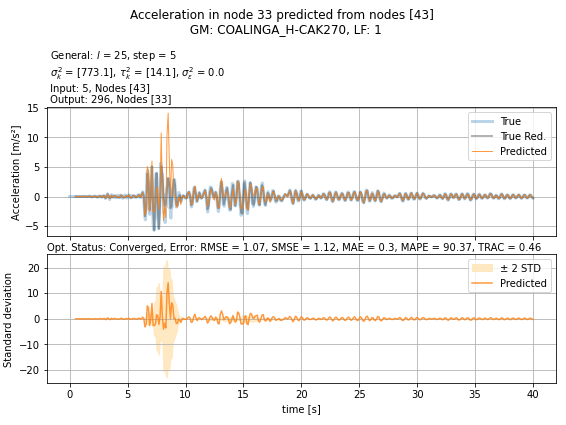 Acceleration in node 33 predicted from nodes [43]
GM: COALINGA_H-CAK270, LF: 1
General: l = 25, step = 5
σ²ₖ = [773.1], τ²ₖ = [14.1], σ²_ε = 0.0
Input: 5, Nodes [43]
Output: 296, Nodes [33]
15
10
5
0
−5
Acceleration [m/s²]
True
True Red.
Predicted
Opt. Status: Converged, Error: RMSE = 1.07, SMSE = 1.12, MAE = 0.3, MAPE = 90.37, TRAC = 0.46
20
10
0
−10
−20
Standard deviation
± 2 STD
Predicted
0 5 10 15 20 25 30 35 40
time [s]